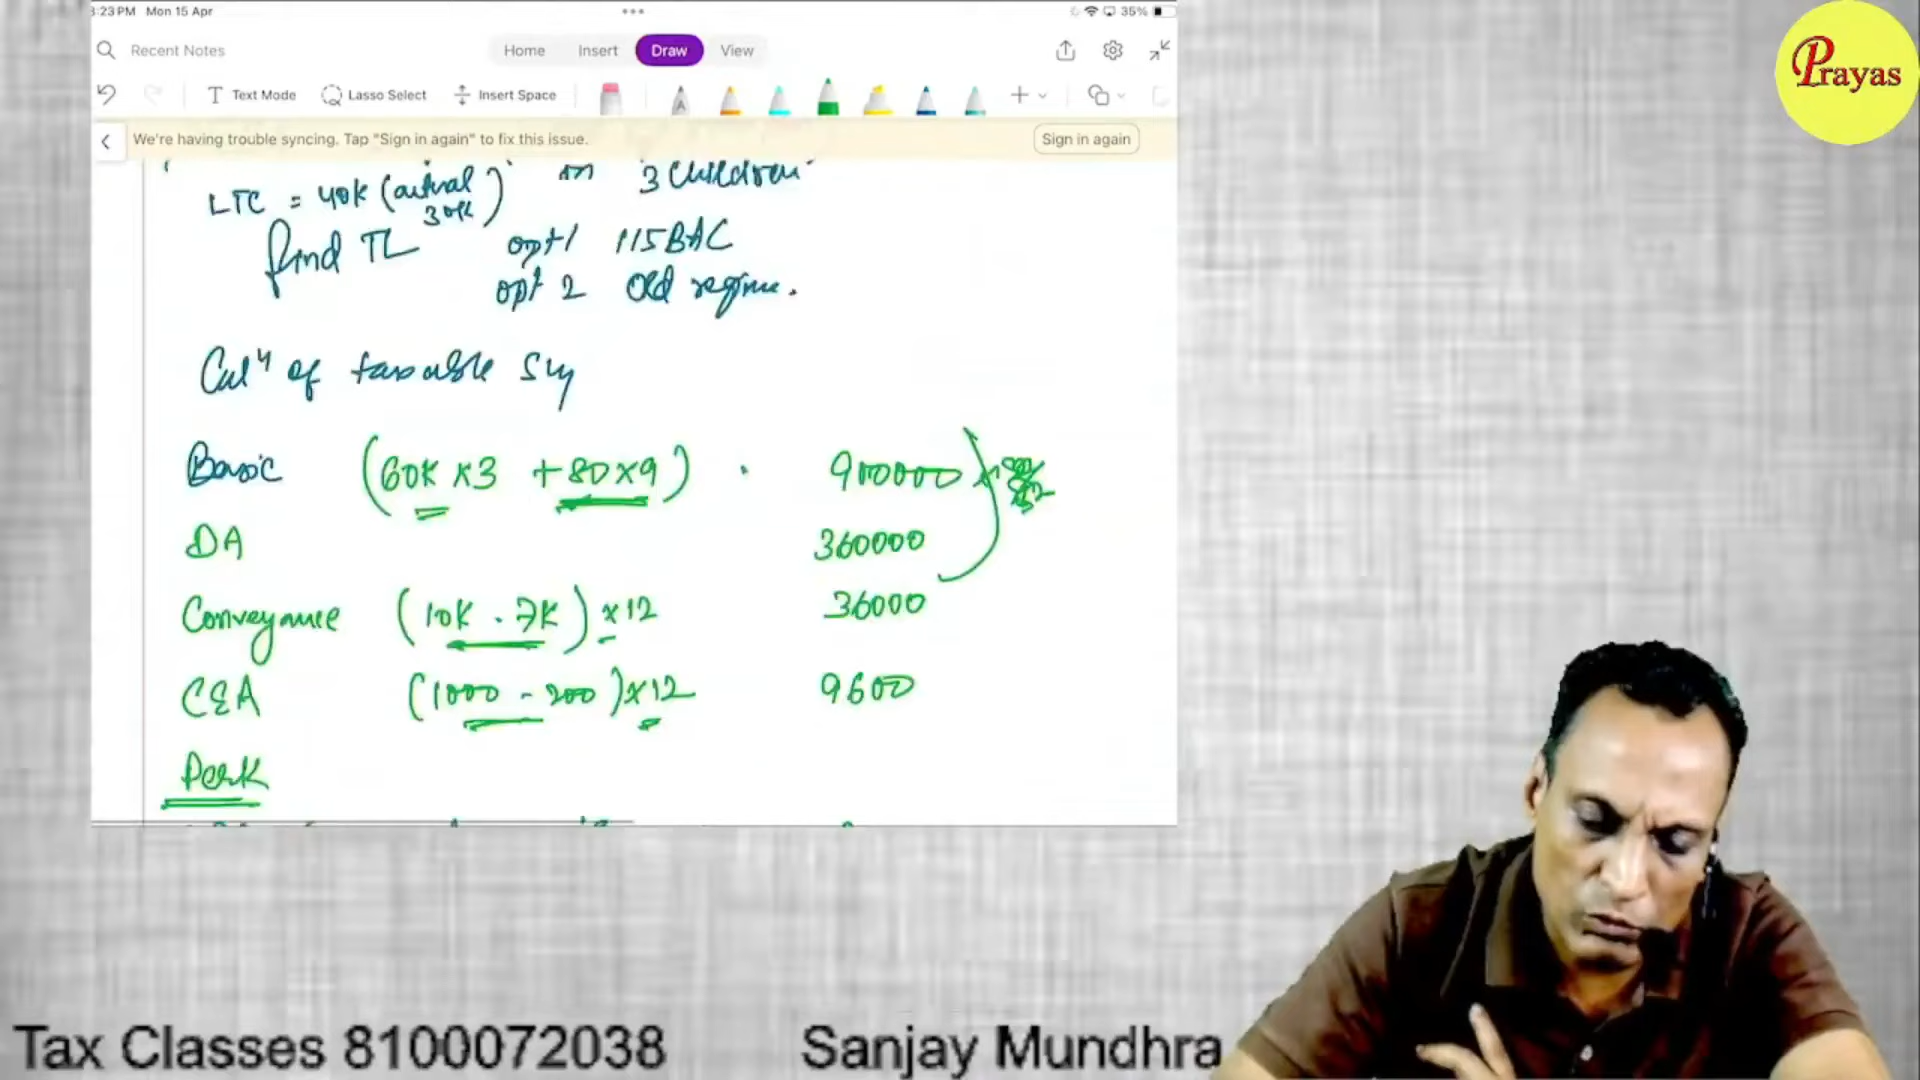 3:23 PM Mon 15 Apr
35%
Recent Notes
Home Insert Draw View
Text Mode Lasso Select Insert Space
We're having trouble syncing. Tap "Sign in again" to fix this issue.
Sign in again
LTC = 40K (actual 30K) 3 Children
find TL opt 1 115BAC
opt 2 Old regime.
Caln of taxable Sly
Basic (60K x3 +80x9) 900000
DA 360000
Conveyance (10K - 7K) x12 36000
CEA (1000 - 200) x12 9600
Perk
Prayas
Tax Classes 8100072038 Sanjay Mundhra